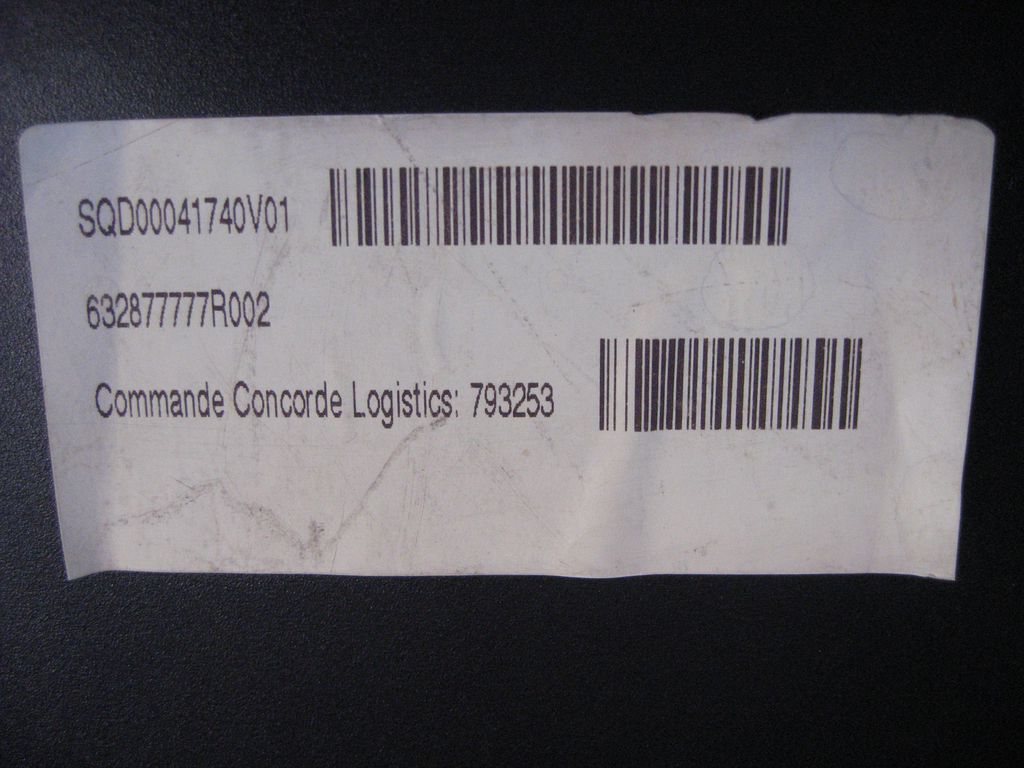 SQD00041740V01
632877777R002
Commande Concorde Logistics: 793253